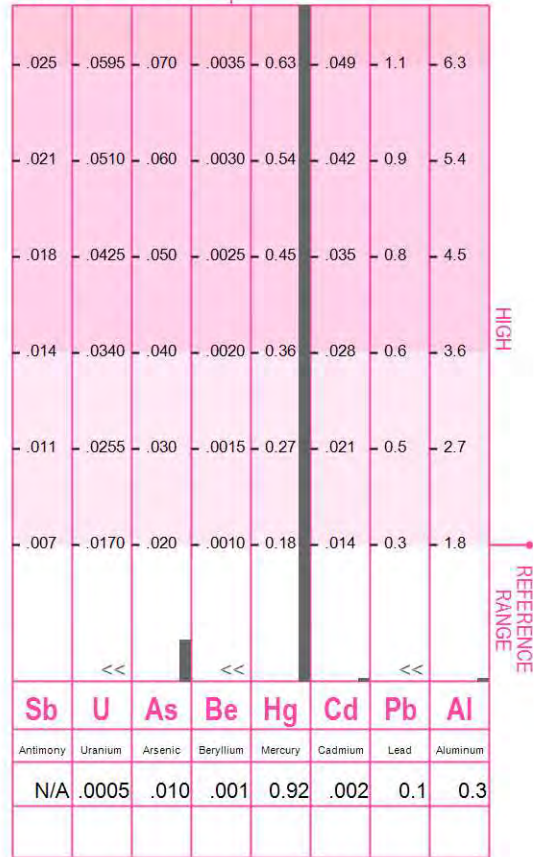 .025 .0595 .070 .0035 0.63 .049 1.1 6.3
.021 .0510 .060 .0030 0.54 .042 0.9 5.4
.018 .0425 .050 .0025 0.45 .035 0.8 4.5
HIGH
.014 .0340 .040 .0020 0.36 .028 0.6 3.6
.011 .0255 .030 .0015 0.27 .021 0.5 2.7
.007 .0170 .020 .0010 0.18 .014 0.3 1.8
REFERENCE
RANGE
<< << <<
Sb U As Be Hg Cd Pb Al
Antimony Uranium Arsenic Beryllium Mercury Cadmium Lead Aluminum
N/A .0005 .010 .001 0.92 .002 0.1 0.3